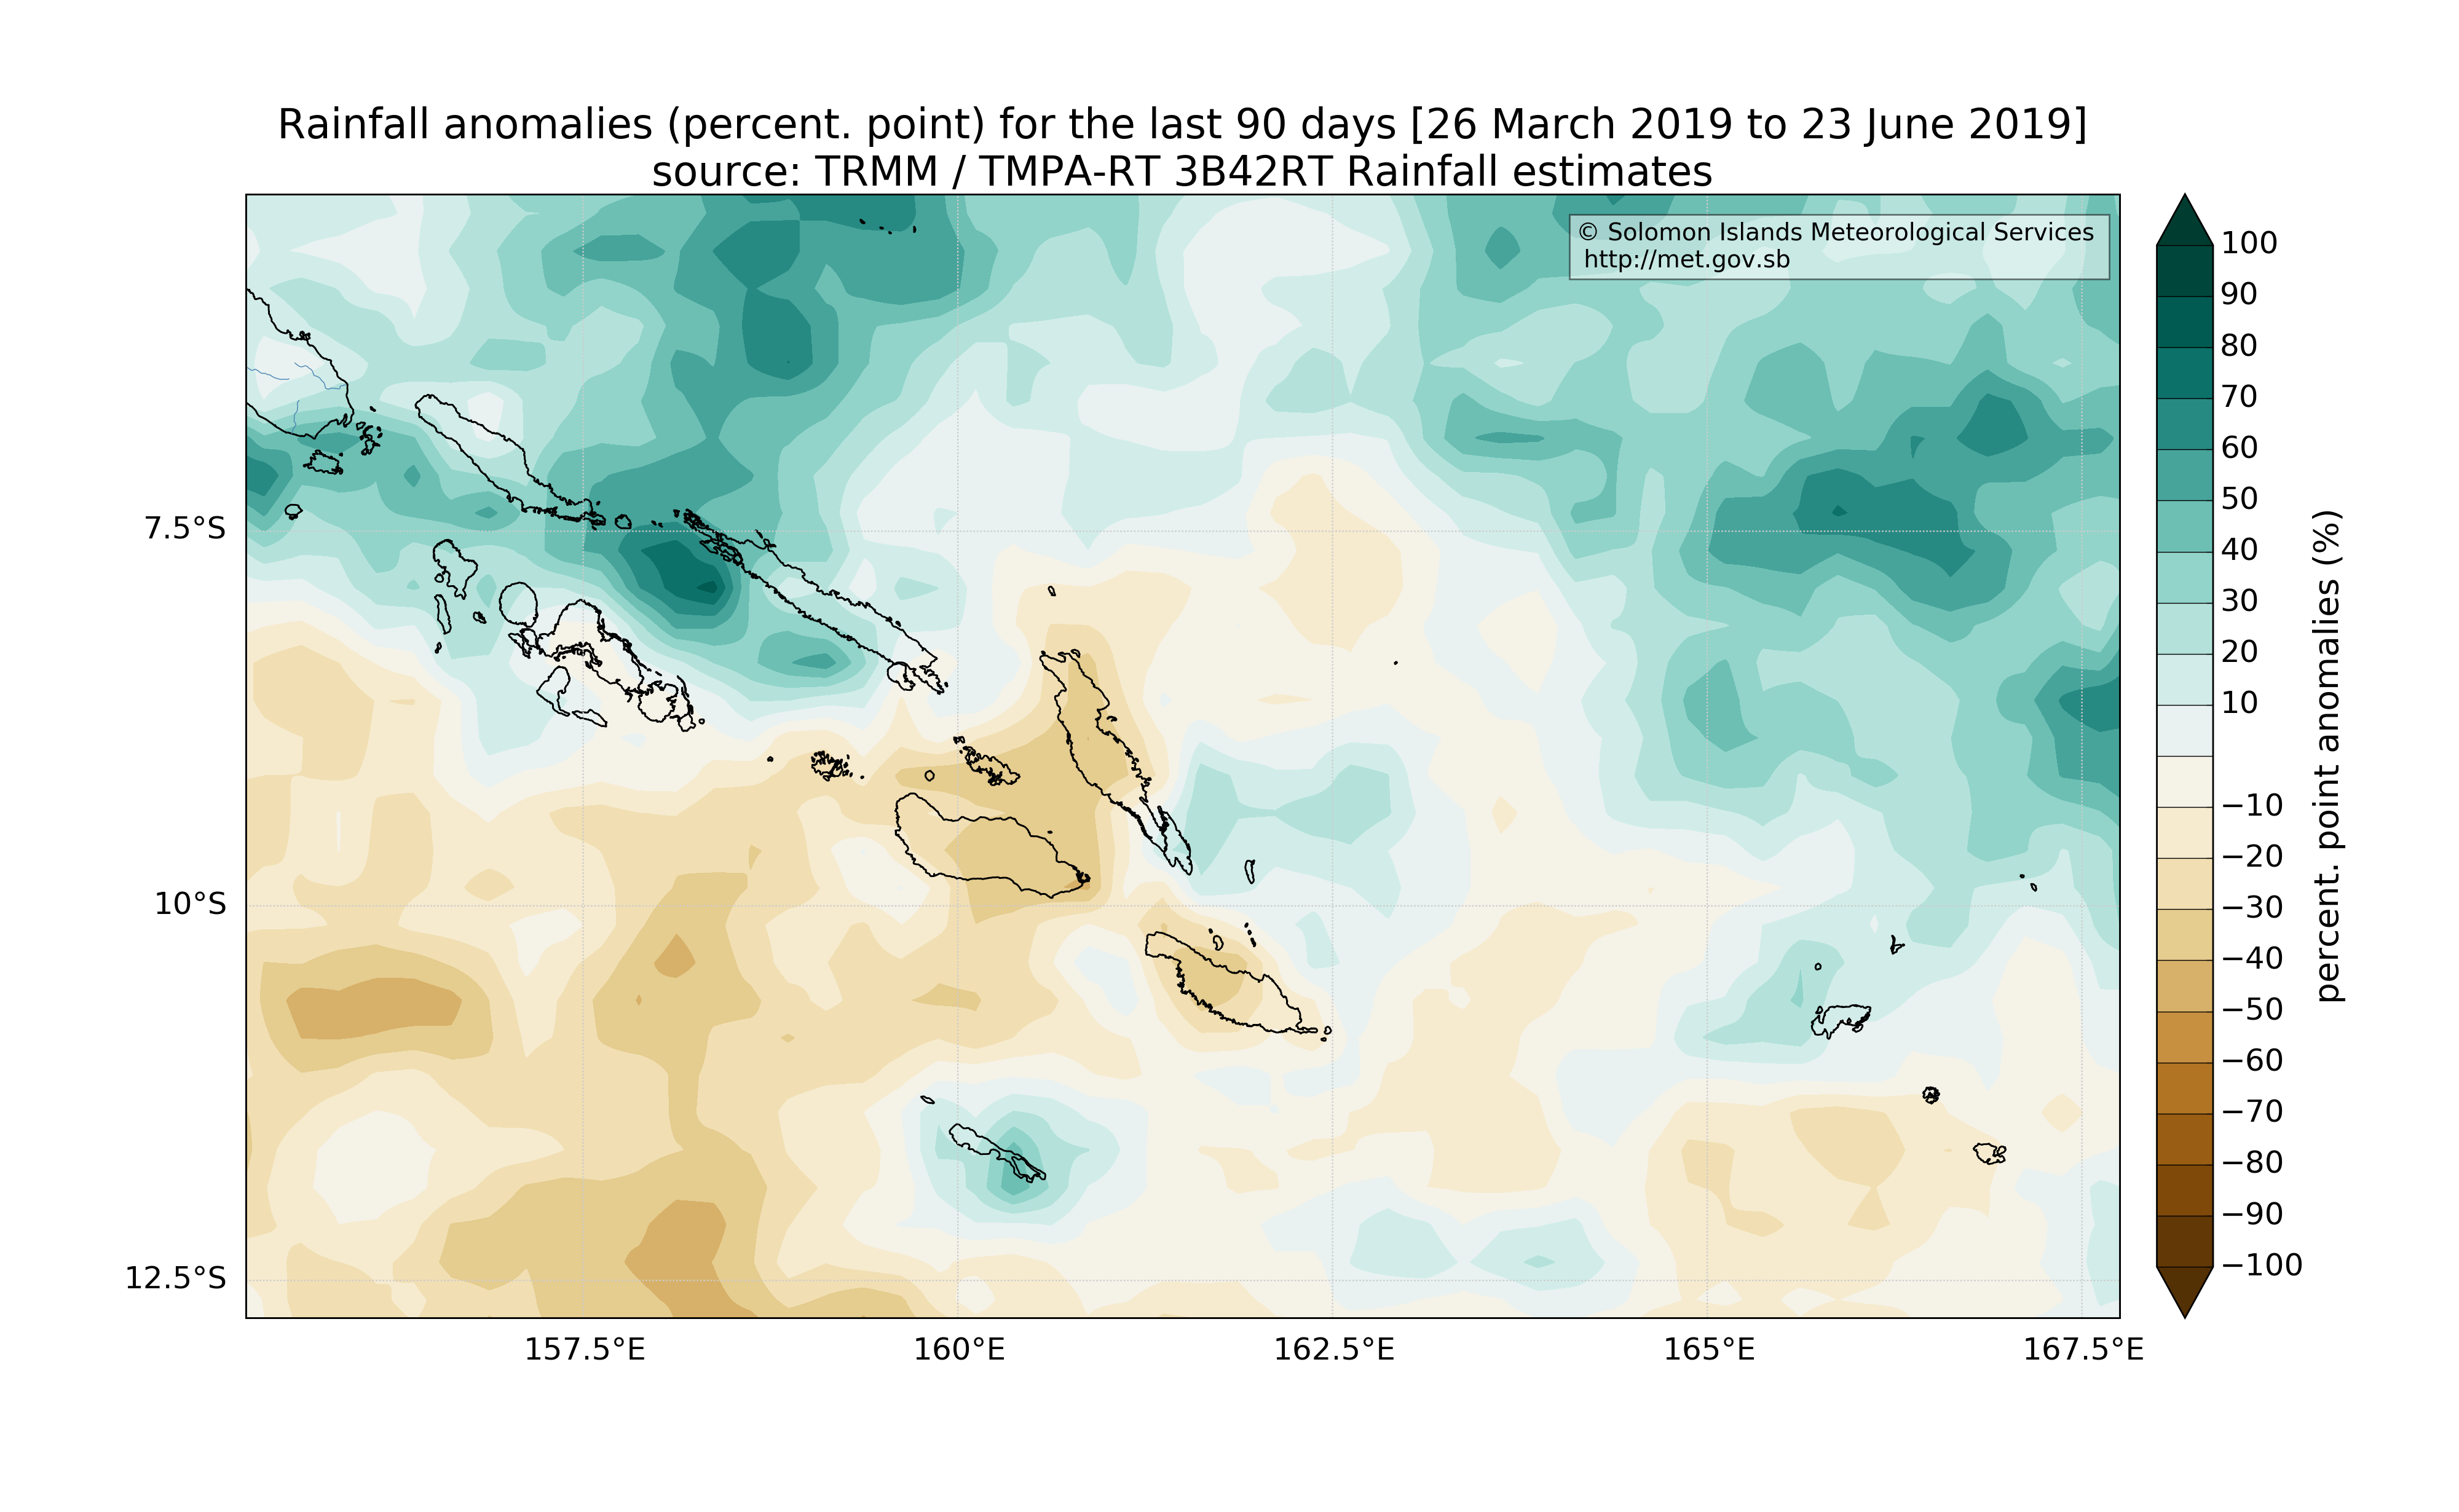 Rainfall anomalies (percent. point) for the last 90 days [26 March 2019 to 23 June 2019]
source: TRMM / TMPA-RT 3B42RT Rainfall estimates
© Solomon Islands Meteorological Services
http://met.gov.sb
7.5°S
10°S
12.5°S
157.5°E
160°E
162.5°E
165°E
167.5°E
100
90
80
70
60
50
40
30
20
10
−10
−20
−30
−40
−50
−60
−70
−80
−90
−100
percent. point anomalies (%)